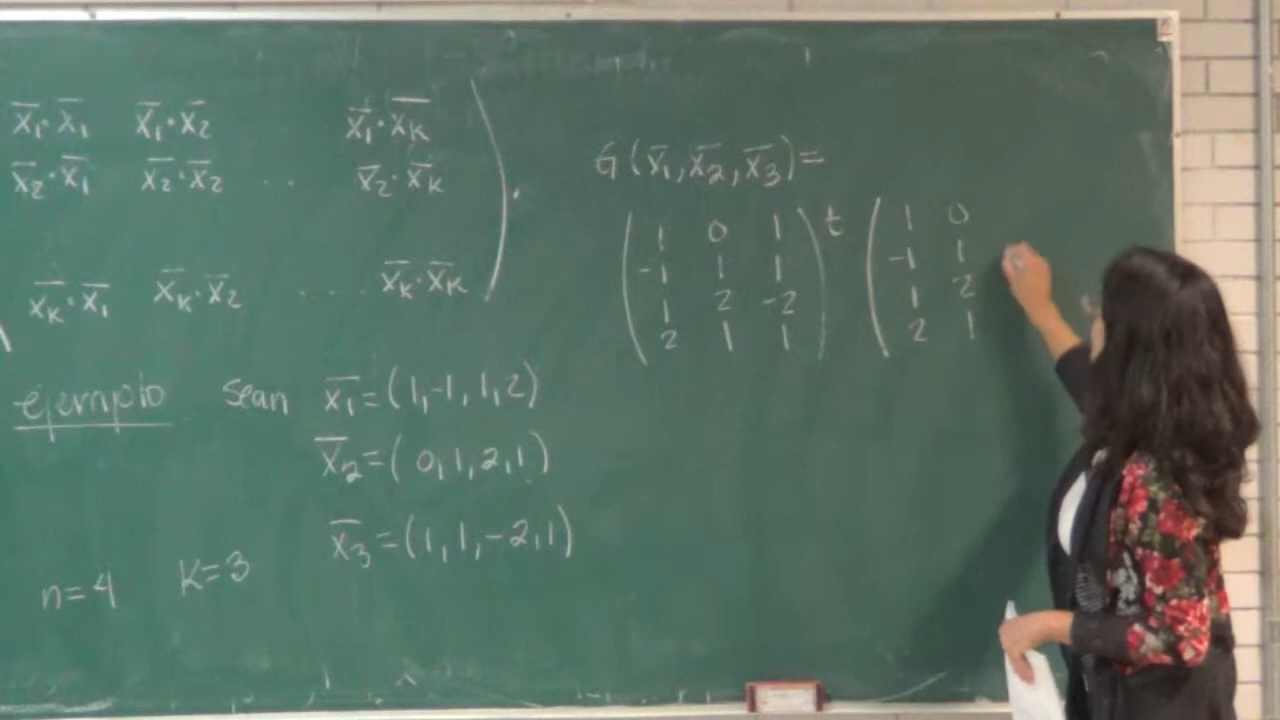 x̄₁·x̄₁ x̄₁·x̄₂ x̄₁·x̄ₖ
x̄₂·x̄₁ x̄₂·x̄₂ .. x̄₂·x̄ₖ ) .
x̄ₖ·x̄₁ x̄ₖ·x̄₂ ..... x̄ₖ·x̄ₖ
ejemplo Sean x̄₁=(1,-1,1,2)
x̄₂=(0,1,2,1)
x̄₃=(1,1,-2,1)
n=4 K=3
G(x̄₁,x̄₂,x̄₃)=
( 1 0 1 )ᵗ ( 1 0
-1 1 1 -1 1
1 2 -2 1 2
2 1 1 2 1